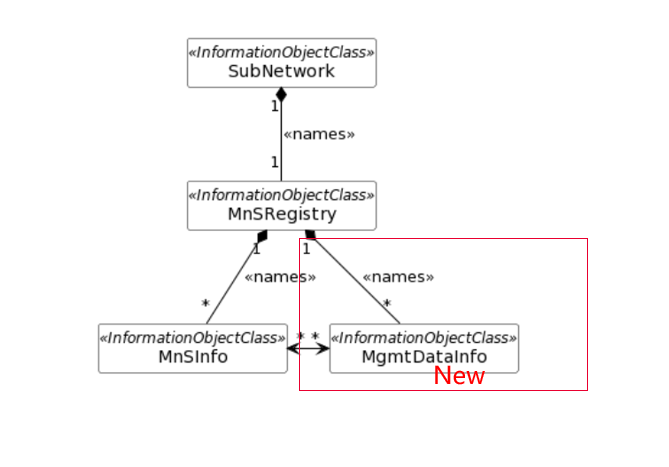 «InformationObjectClass»
SubNetwork
1
«names»
1
«InformationObjectClass»
MnSRegistry
1 1
«names» «names»
* *
«InformationObjectClass» * * «InformationObjectClass»
MnSInfo MgmtDataInfo
New